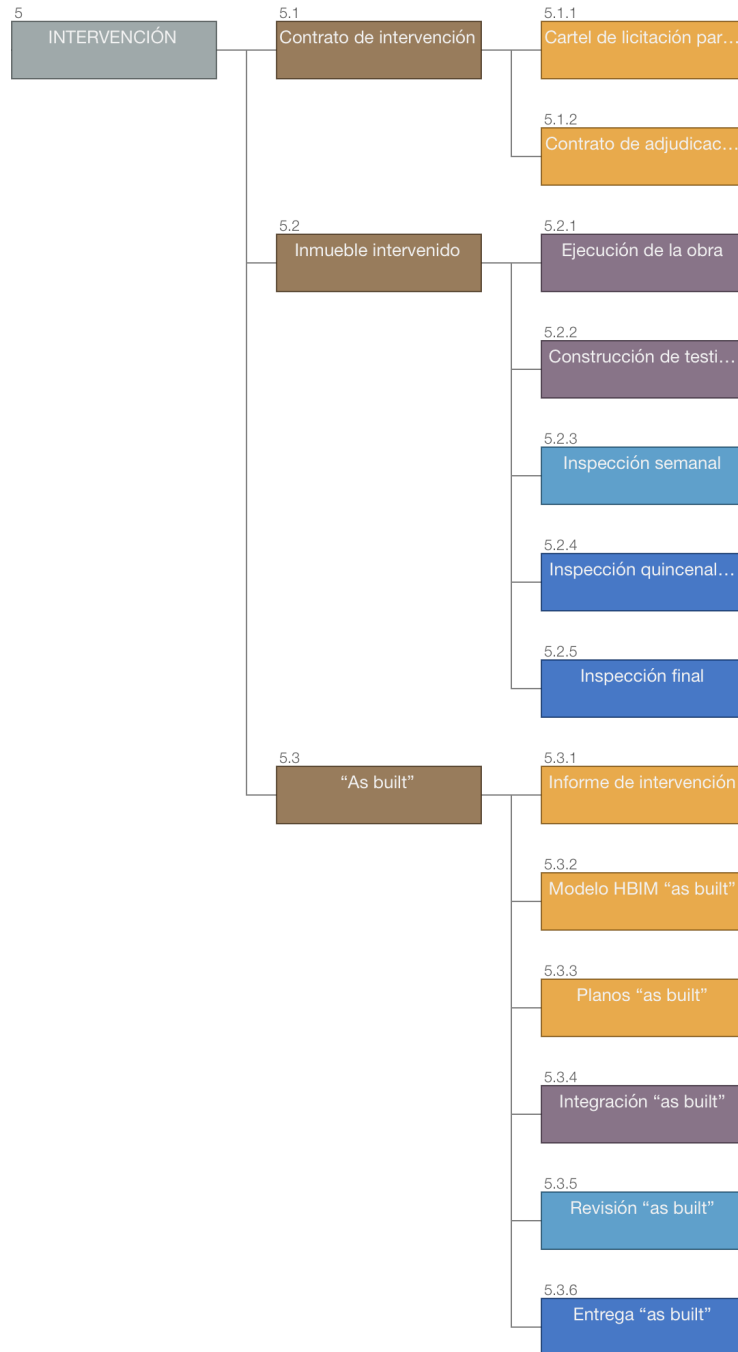 5
INTERVENCIÓN
5.1
Contrato de intervención
5.1.1
Cartel de licitación par...
5.1.2
Contrato de adjudicac...
5.2
Inmueble intervenido
5.2.1
Ejecución de la obra
5.2.2
Construcción de testi...
5.2.3
Inspección semanal
5.2.4
Inspección quincenal...
5.2.5
Inspección final
5.3
“As built”
5.3.1
Informe de intervención
5.3.2
Modelo HBIM “as built”
5.3.3
Planos “as built”
5.3.4
Integración “as built”
5.3.5
Revisión “as built”
5.3.6
Entrega “as built”